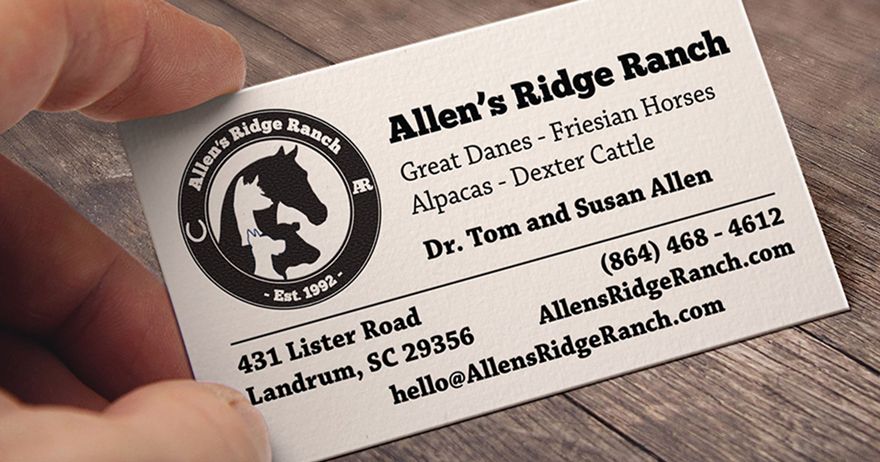 Allen's Ridge Ranch
AR
- Est. 1992 -
Allen's Ridge Ranch
Great Danes - Friesian Horses
Alpacas - Dexter Cattle
Dr. Tom and Susan Allen
431 Lister Road
Landrum, SC 29356
(864) 468 - 4612
AllensRidgeRanch.com
hello@AllensRidgeRanch.com